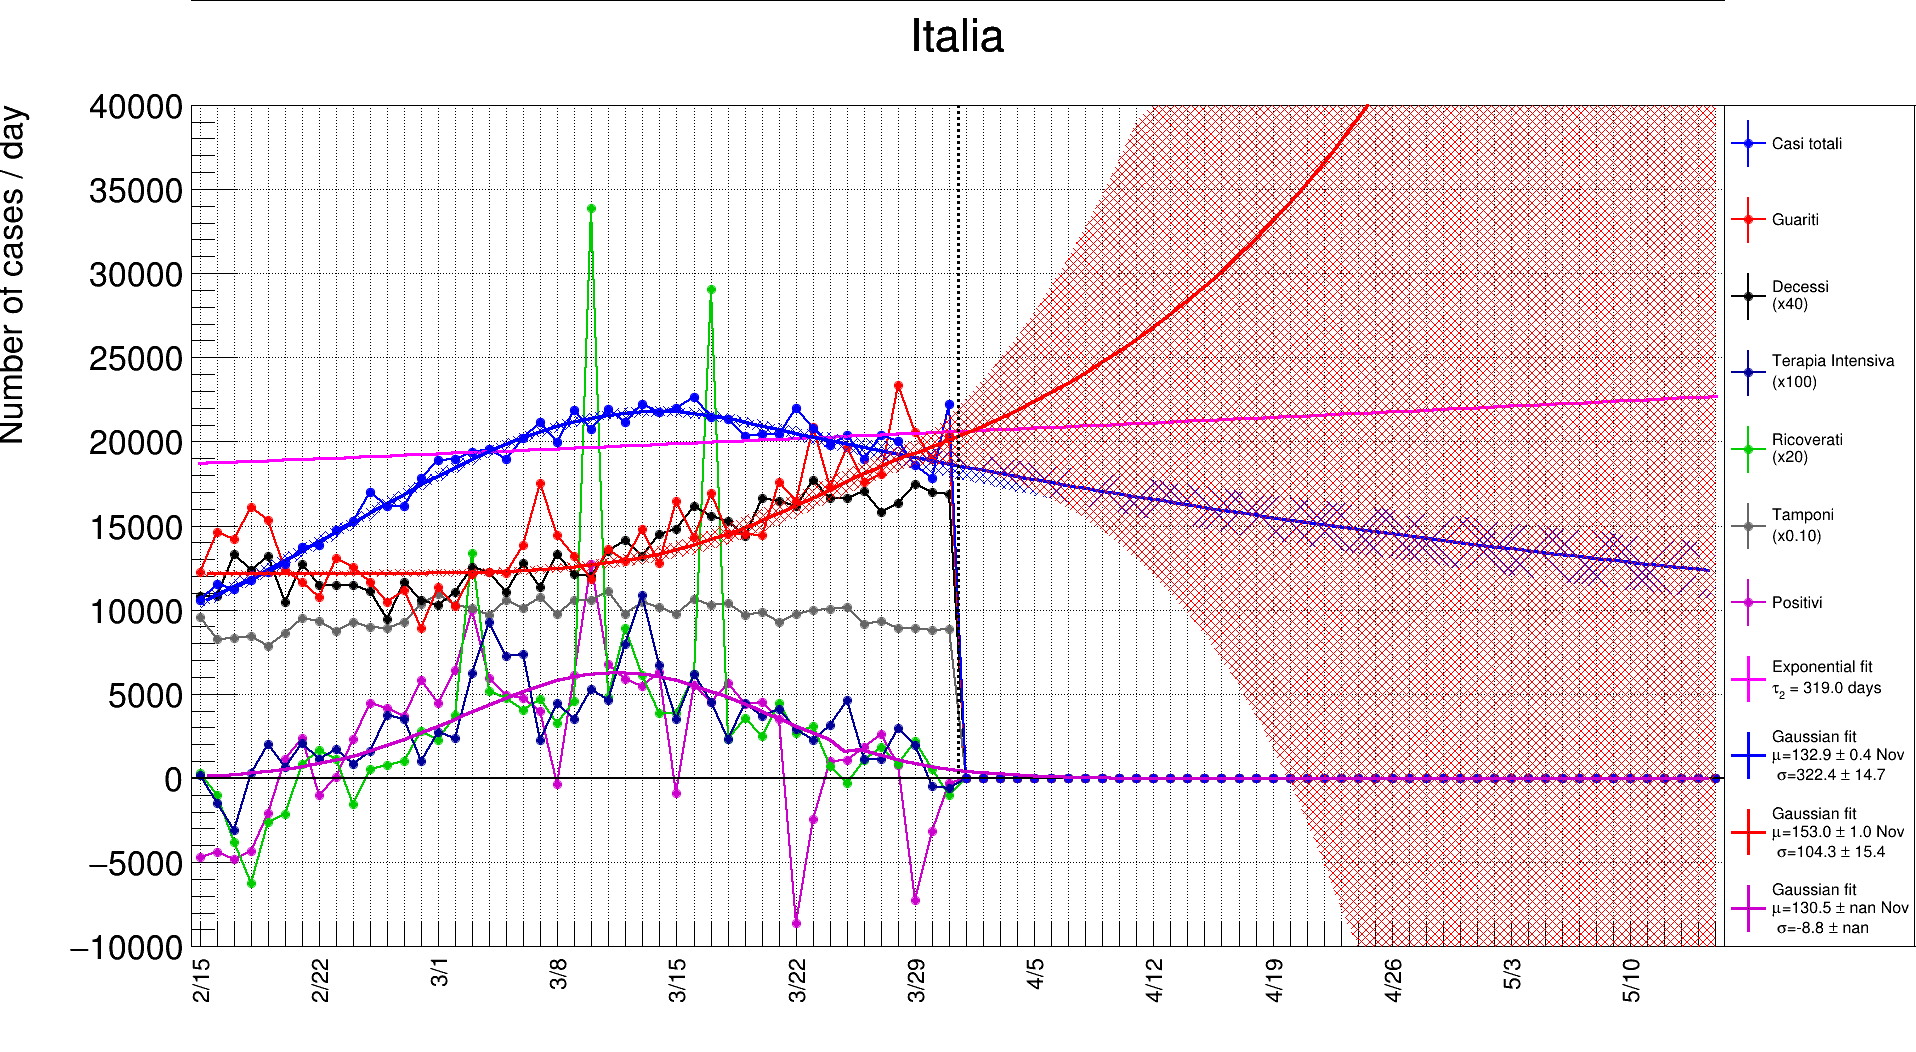 Italia
Number of cases / day
40000
35000
30000
25000
20000
15000
10000
5000
0
−5000
−10000
2/15
2/22
3/1
3/8
3/15
3/22
3/29
4/5
4/12
4/19
4/26
5/3
5/10
Casi totali
Guariti
Decessi
(x40)
Terapia Intensiva
(x100)
Ricoverati
(x20)
Tamponi
(x0.10)
Positivi
Exponential fit
τ2 = 319.0 days
Gaussian fit
μ=132.9 ± 0.4 Nov
σ=322.4 ± 14.7
Gaussian fit
μ=153.0 ± 1.0 Nov
σ=104.3 ± 15.4
Gaussian fit
μ=130.5 ± nan Nov
σ=-8.8 ± nan